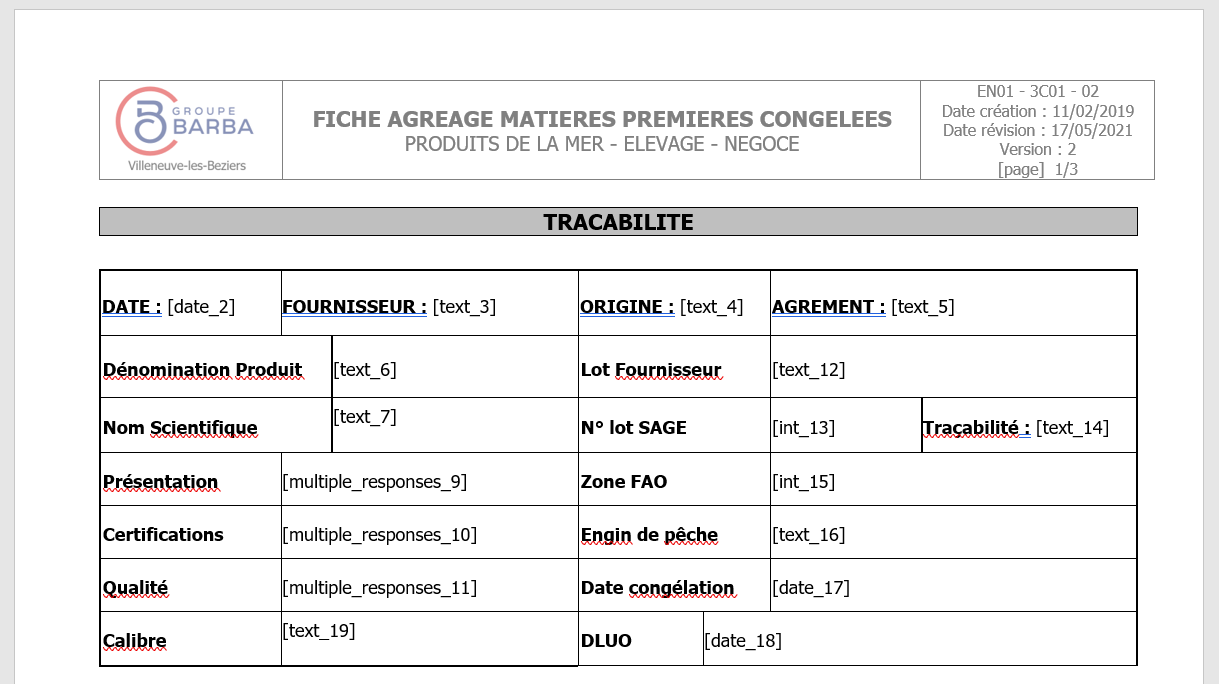 GROUPE
BARBA
Villeneuve-les-Beziers
FICHE AGREAGE MATIERES PREMIERES CONGELEES
PRODUITS DE LA MER - ELEVAGE - NEGOCE
EN01 - 3C01 - 02
Date création : 11/02/2019
Date révision : 17/05/2021
Version : 2
[page] 1/3
TRACABILITE
DATE : [date_2] FOURNISSEUR : [text_3] ORIGINE : [text_4] AGREMENT : [text_5]
Dénomination Produit [text_6] Lot Fournisseur [text_12]
Nom Scientifique [text_7] N° lot SAGE [int_13] Traçabilité : [text_14]
Présentation [multiple_responses_9] Zone FAO [int_15]
Certifications [multiple_responses_10] Engin de pêche [text_16]
Qualité [multiple_responses_11] Date congélation [date_17]
Calibre [text_19] DLUO [date_18]